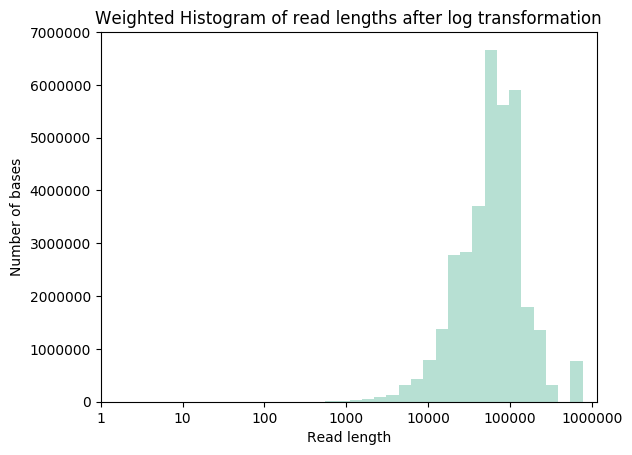 Weighted Histogram of read lengths after log transformation
7000000
6000000
5000000
4000000
3000000
2000000
1000000
0
Number of bases
1 10 100 1000 10000 100000 1000000
Read length